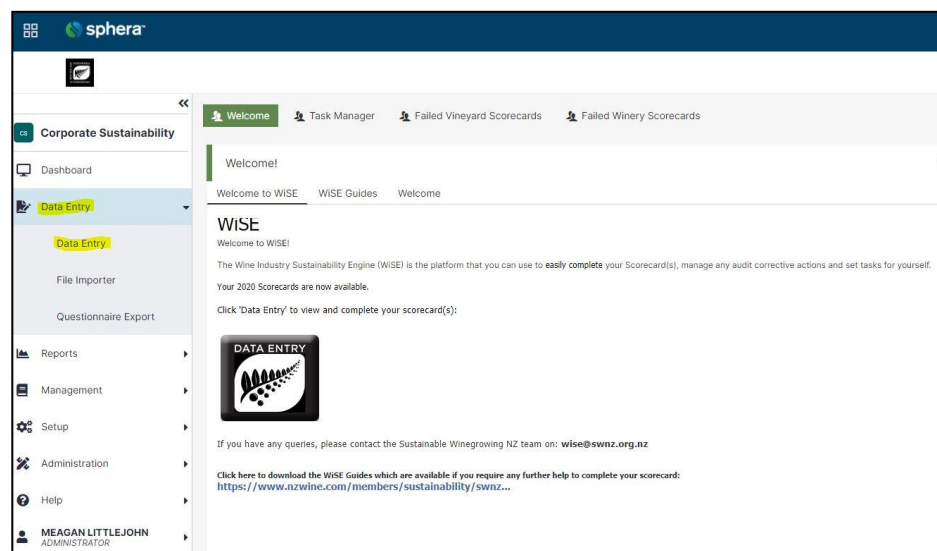 sphera
«
CS Corporate Sustainability
Dashboard
Data Entry
Data Entry
File Importer
Questionnaire Export
Reports
Management
Setup
Administration
Help
MEAGAN LITTLEJOHN
ADMINISTRATOR
Welcome Task Manager Failed Vineyard Scorecards Failed Winery Scorecards
Welcome!
Welcome to WiSE WiSE Guides Welcome
WiSE
Welcome to WiSE!
The Wine Industry Sustainability Engine (WiSE) is the platform that you can use to easily complete your Scorecard(s), manage any audit corrective actions and set tasks for yourself.
Your 2020 Scorecards are now available.
Click 'Data Entry' to view and complete your scorecard(s):
DATA ENTRY
If you have any queries, please contact the Sustainable Winegrowing NZ team on: wise@swnz.org.nz
Click here to download the WiSE Guides which are available if you require any further help to complete your scorecard:
https://www.nzwine.com/members/sustainability/swnz...